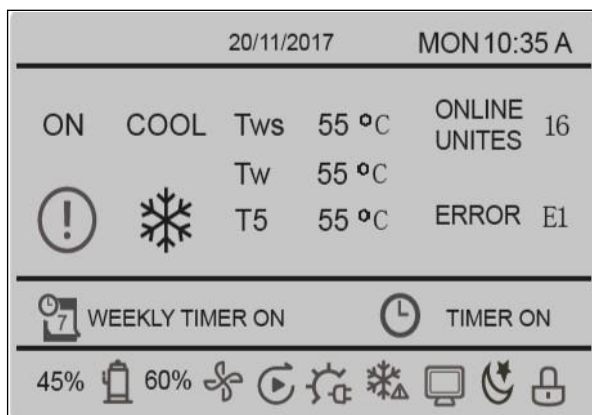 20/11/2017 MON 10:35 A
ON COOL Tws 55 °C ONLINE UNITES 16
Tw 55 °C
! T5 55 °C ERROR E1
7 WEEKLY TIMER ON TIMER ON
45% 60%